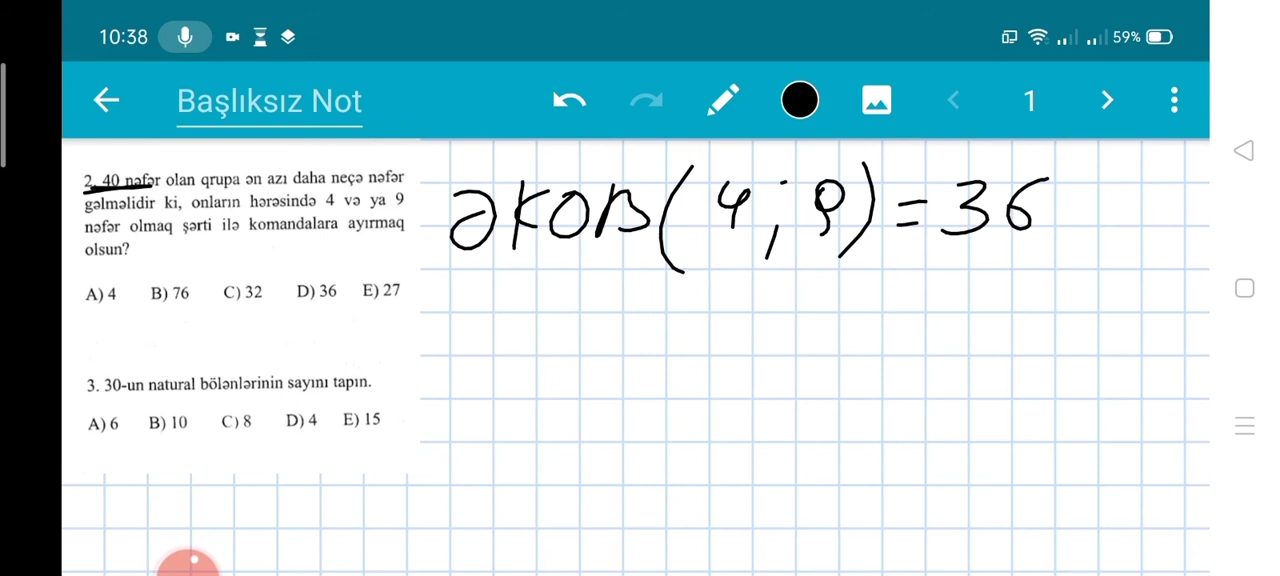 10:38
59%
Başlıksız Not
1
2. 40 nəfər olan qrupa ən azı daha neçə nəfər
gəlməlidir ki, onların hərəsində 4 və ya 9
nəfər olmaq şərti ilə komandalara ayırmaq
olsun?
A) 4 B) 76 C) 32 D) 36 E) 27
3. 30-un natural bölənlərinin sayını tapın.
A) 6 B) 10 C) 8 D) 4 E) 15
ƏKOB(4;9)=36